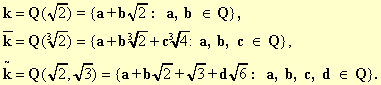 k = Q(√2) = {a+b√2 : a, b ∈ Q},
k̅ = Q(∛2) = {a+b∛2+c∛4: a, b, c ∈ Q},
k̃ = Q(√2, √3) = {a+b√2+√3+d√6 : a, b, c, d ∈ Q}.